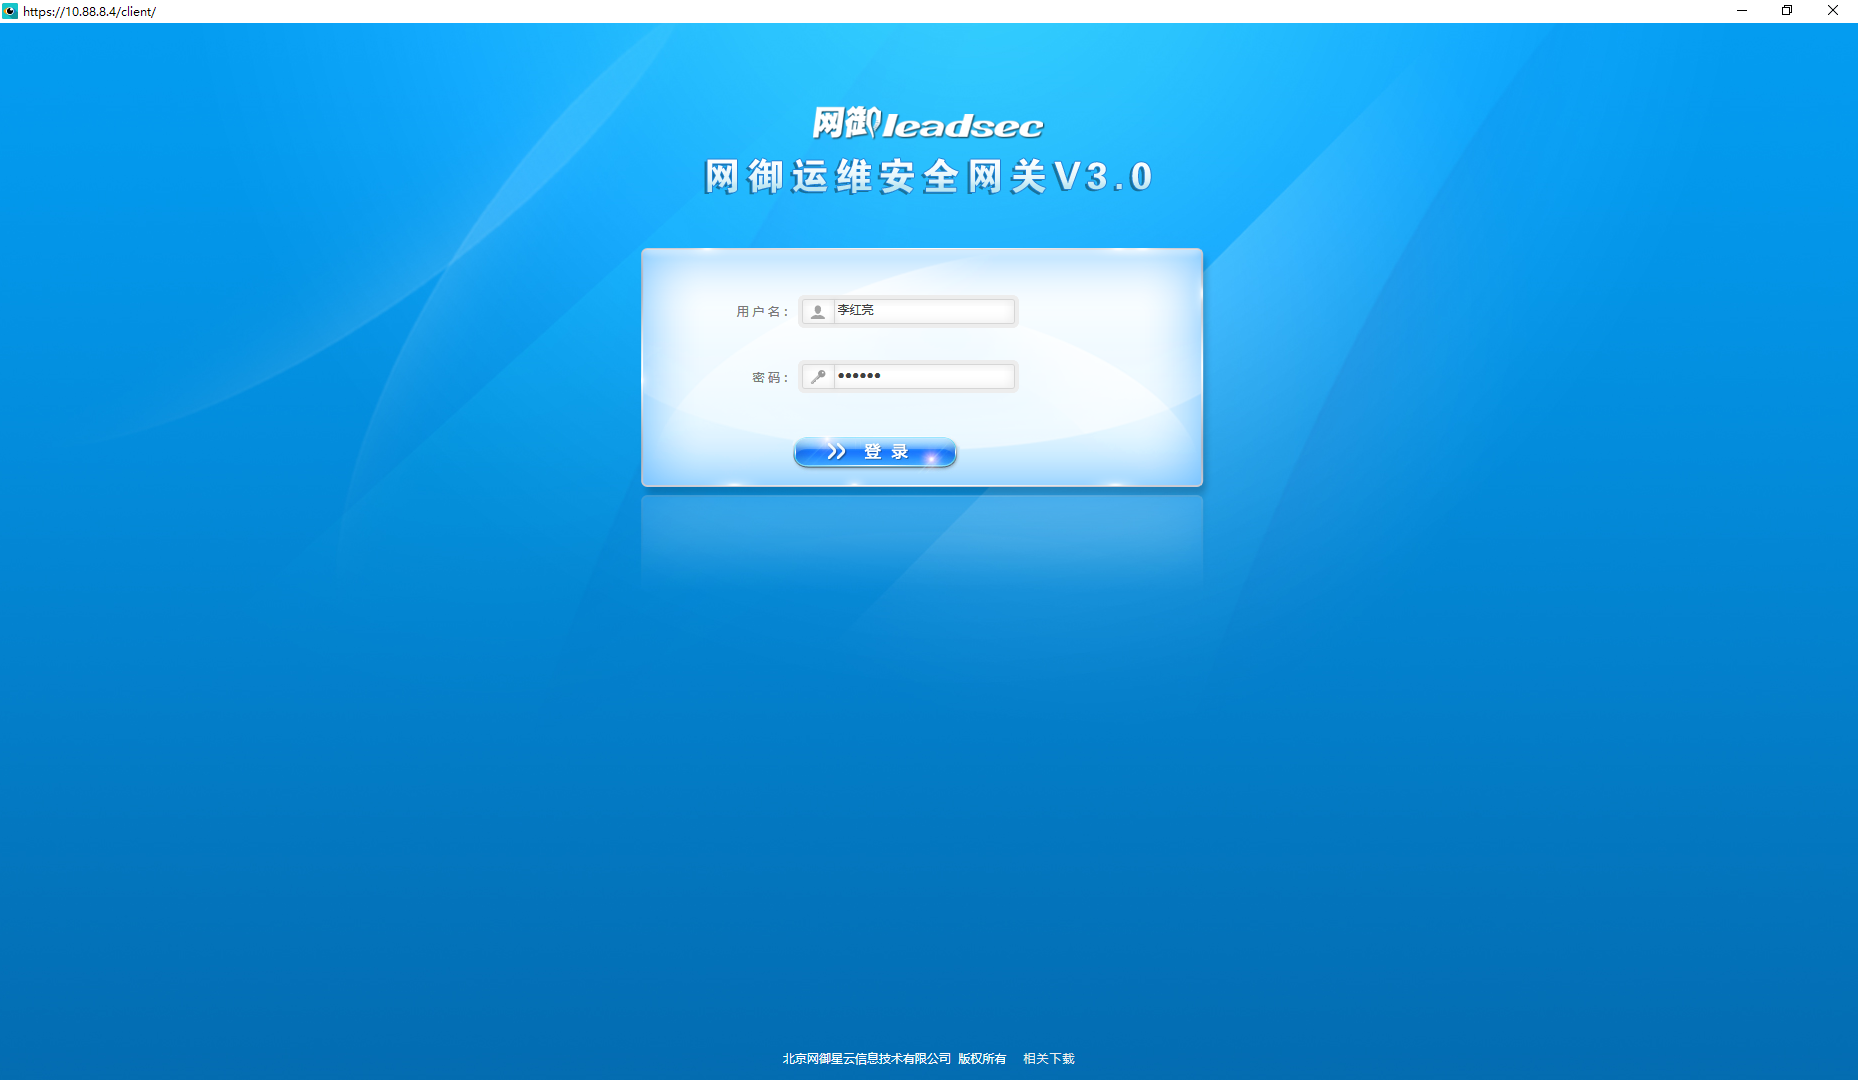 https://10.88.8.4/client/
网御leadsec
网御运维安全网关V3.0
用户名： 李红亮
密码： ●●●●●●
登录
北京网御星云信息技术有限公司 版权所有 相关下载